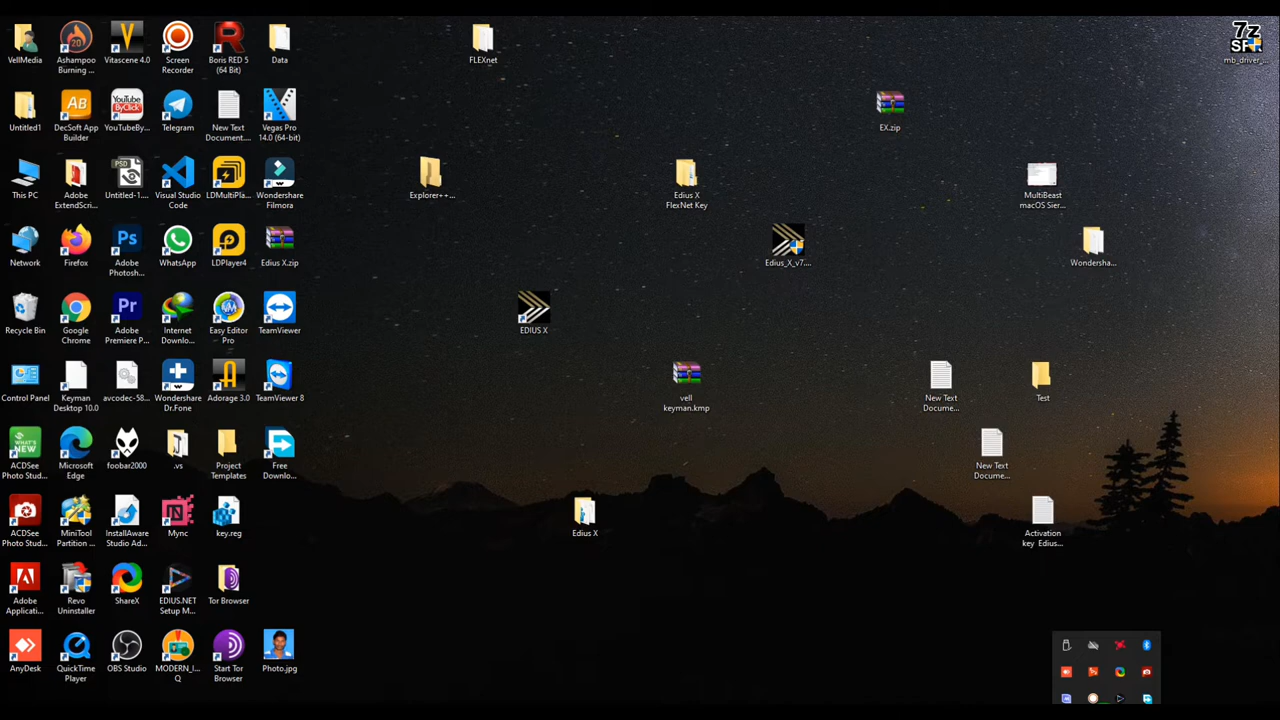 VellMedia
Ashampoo
Burning ...
Vitascene 4.0
Screen
Recorder
Boris RED 5
(64 Bit)
Data
FLEXnet
7z
SFX
mb_driver_...
Untitled1
DecSoft App
Builder
YouTubeBy...
Telegram
New Text
Document....
Vegas Pro
14.0 (64-bit)
EX.zip
This PC
Adobe
ExtendScri...
Untitled-1....
Visual Studio
Code
LDMultiPla...
Wondershare
Filmora
Explorer++...
Edius X
FlexNet Key
MultiBeast
macOS Sier...
Network
Firefox
Adobe
Photosh...
WhatsApp
LDPlayer4
Edius X.zip
Edius_X_v7....
Wondersha...
Recycle Bin
Google
Chrome
Adobe
Premiere P...
Internet
Downlo...
Easy Editor
Pro
TeamViewer
EDIUS X
Control Panel
Keyman
Desktop 10.0
avcodec-58...
Wondershare
Dr.Fone
Adorage 3.0
TeamViewer 8
vell
keyman.kmp
New Text
Docume...
Test
ACDSee
Photo Stud...
Microsoft
Edge
foobar2000
.vs
Project
Templates
Free
Downlo...
New Text
Docume...
ACDSee
Photo Stud...
MiniTool
Partition ...
InstallAware
Studio Ad...
Mync
key.reg
Edius X
Activation
key Edius...
Adobe
Applicati...
Revo
Uninstaller
ShareX
EDIUS.NET
Setup M...
Tor Browser
AnyDesk
QuickTime
Player
OBS Studio
MODERN_I...
Q
Start Tor
Browser
Photo.jpg